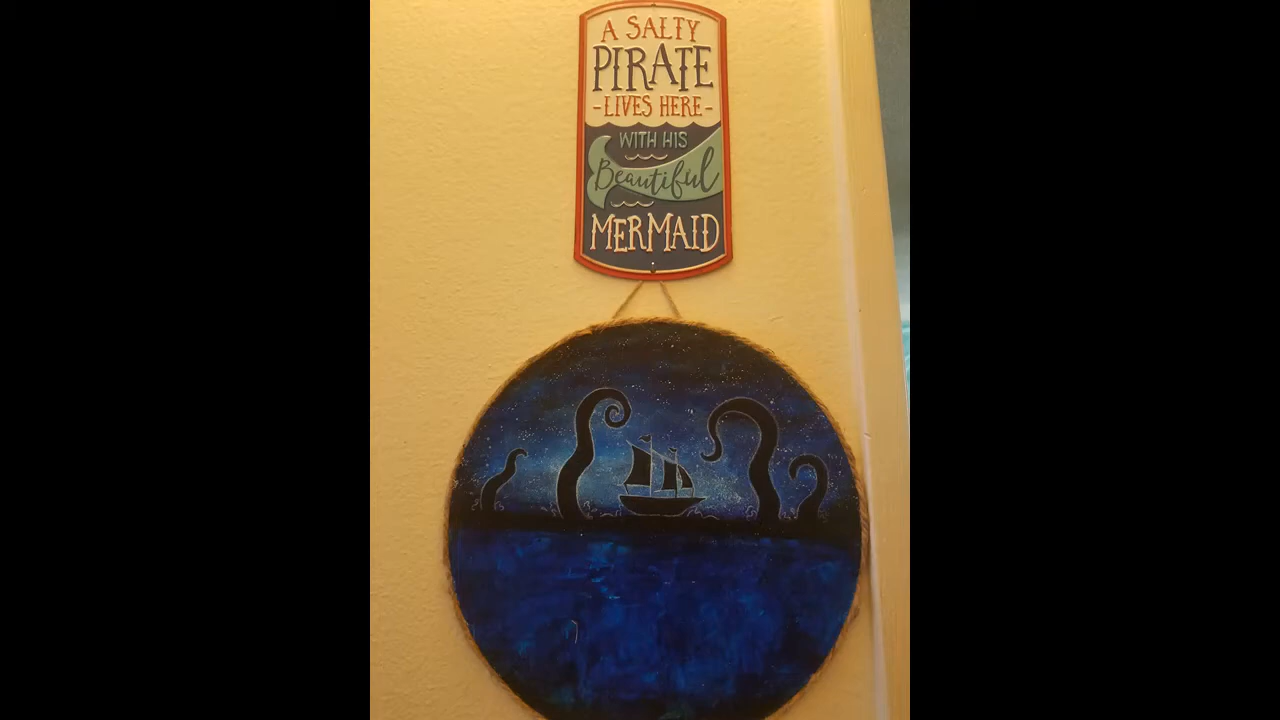 A SALTY
PIRATE
-LIVES HERE-
WITH HIS
Beautiful
MERMAID